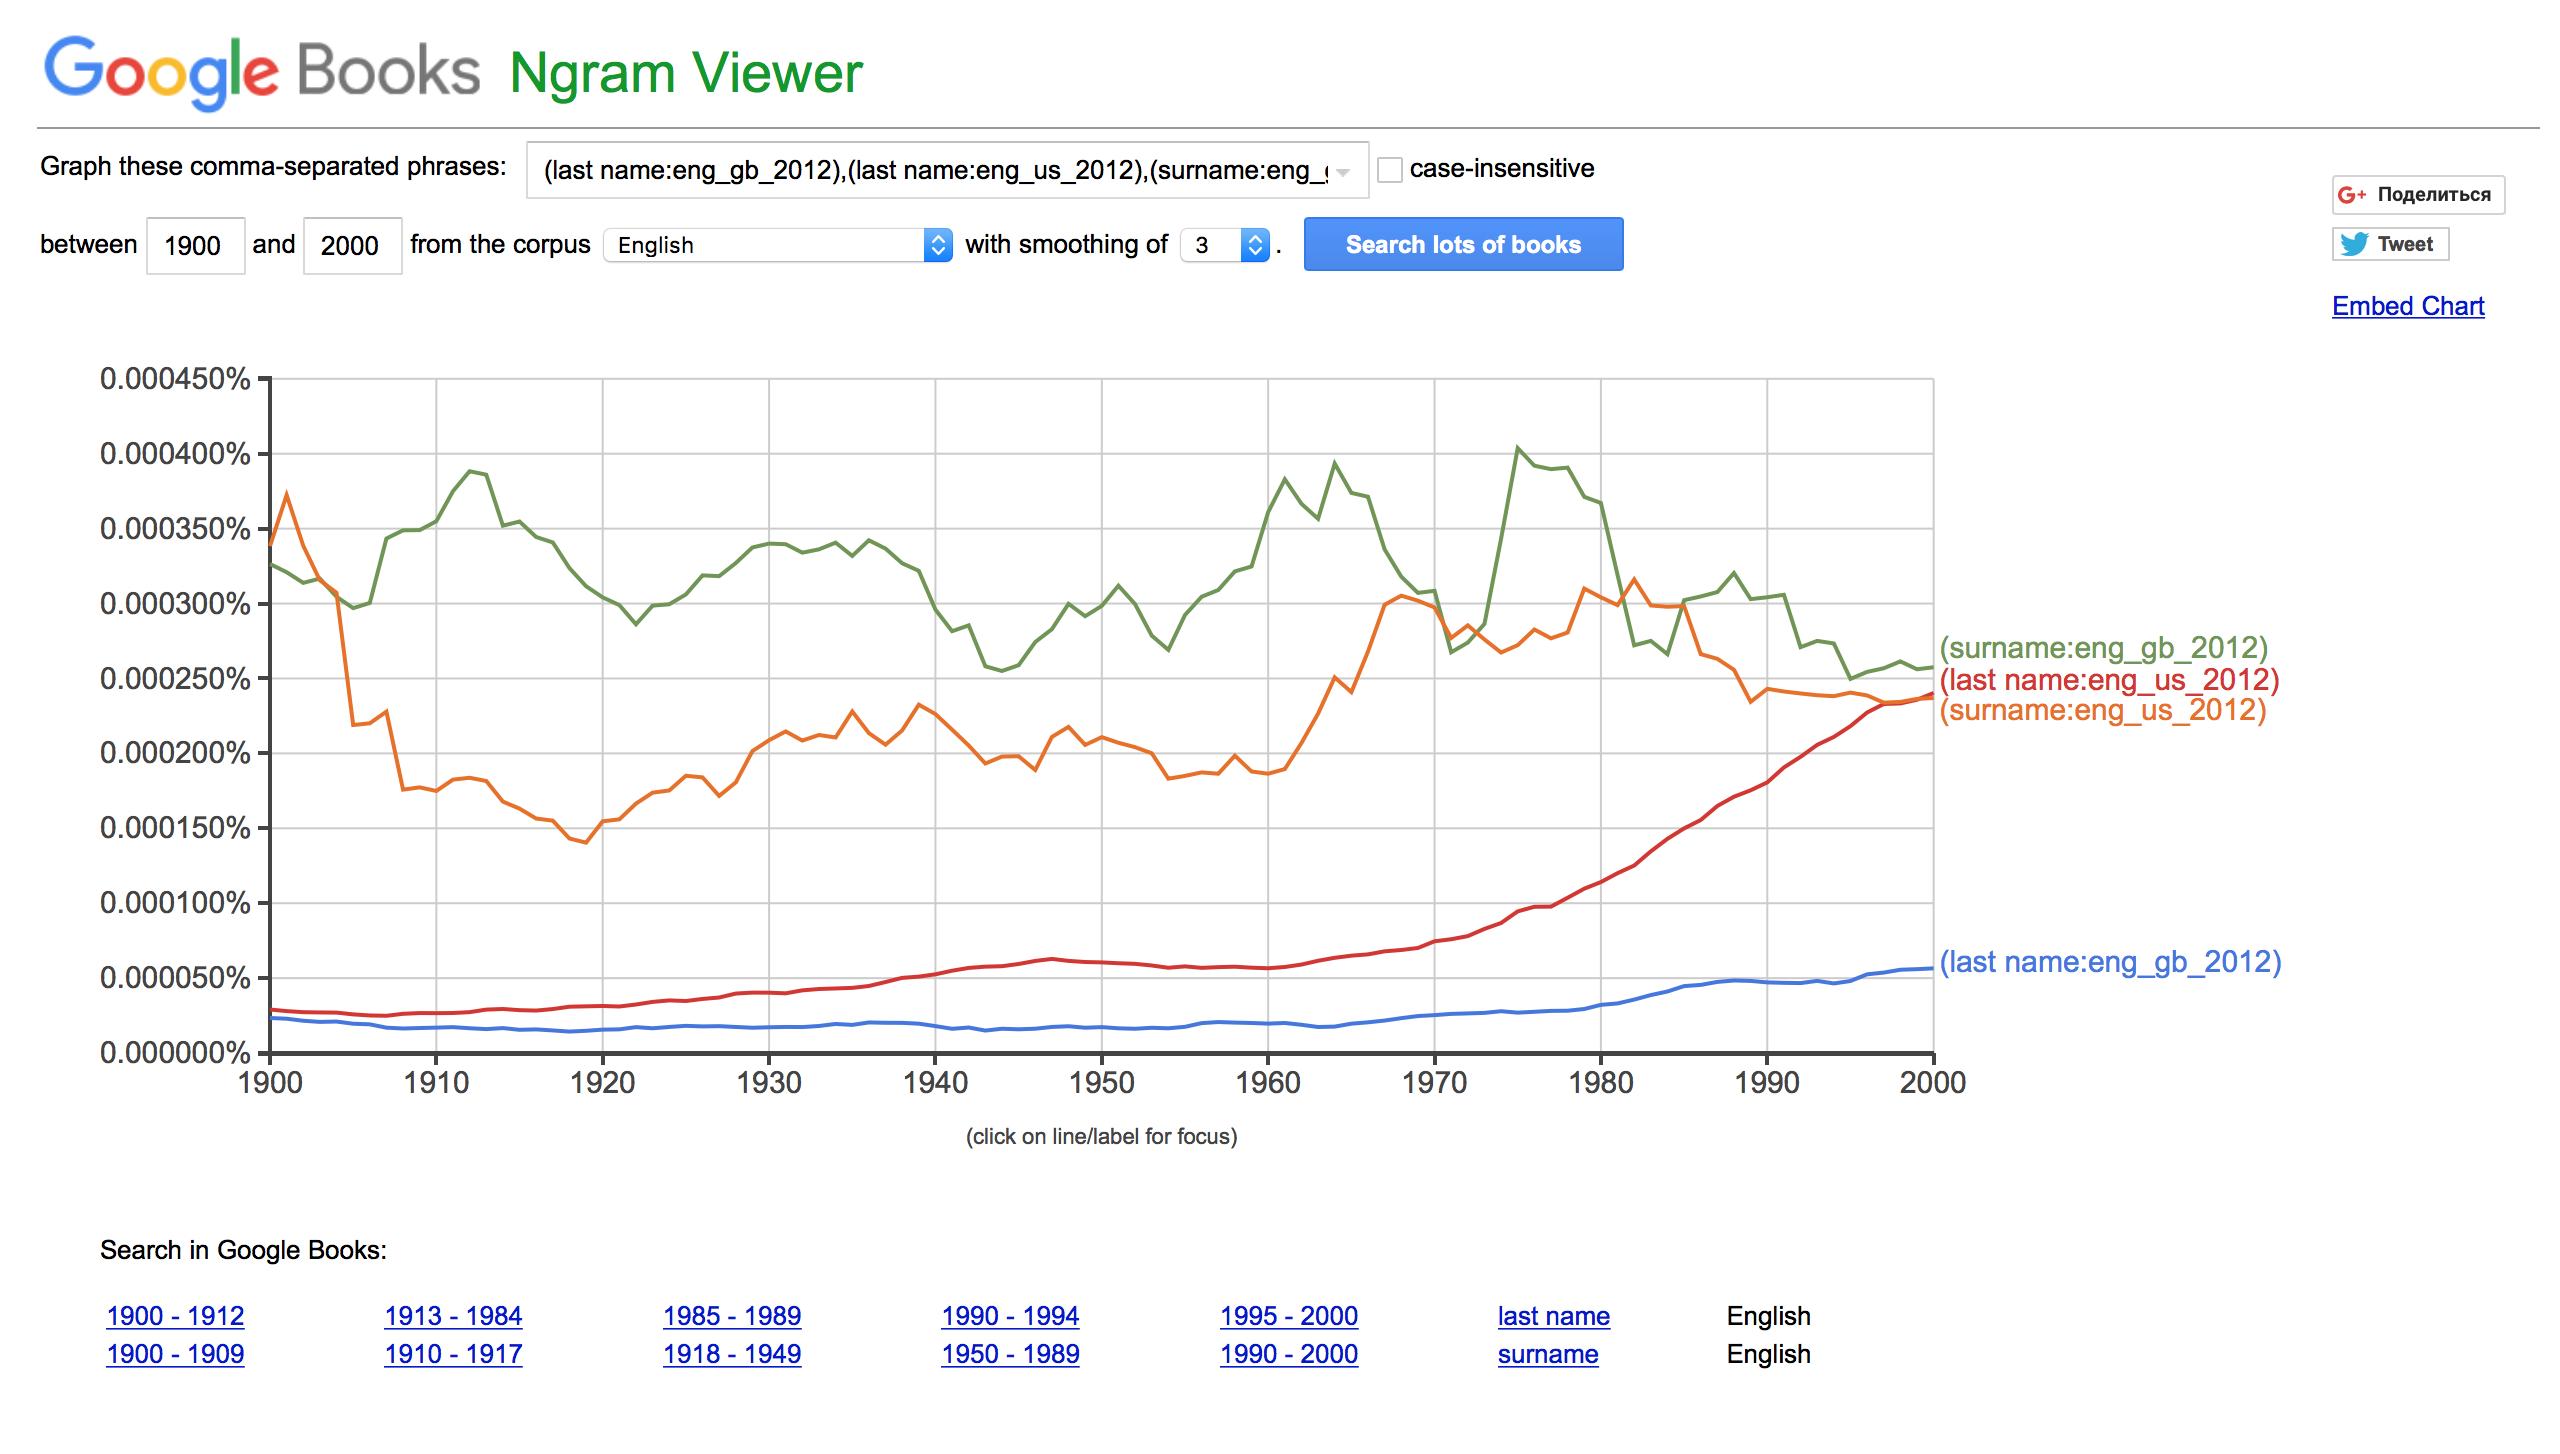 Google Books Ngram Viewer
Graph these comma-separated phrases: (last name:eng_gb_2012),(last name:eng_us_2012),(surname:eng_ case-insensitive
between 1900 and 2000 from the corpus English with smoothing of 3 . Search lots of books
G+ Поделиться
Tweet
Embed Chart
0.000450%
0.000400%
0.000350%
0.000300%
0.000250%
0.000200%
0.000150%
0.000100%
0.000050%
0.000000%
(surname:eng_gb_2012)
(last name:eng_us_2012)
(surname:eng_us_2012)
(last name:eng_gb_2012)
1900 1910 1920 1930 1940 1950 1960 1970 1980 1990 2000
(click on line/label for focus)
Search in Google Books:
1900 - 1912 1913 - 1984 1985 - 1989 1990 - 1994 1995 - 2000 last name English
1900 - 1909 1910 - 1917 1918 - 1949 1950 - 1989 1990 - 2000 surname English